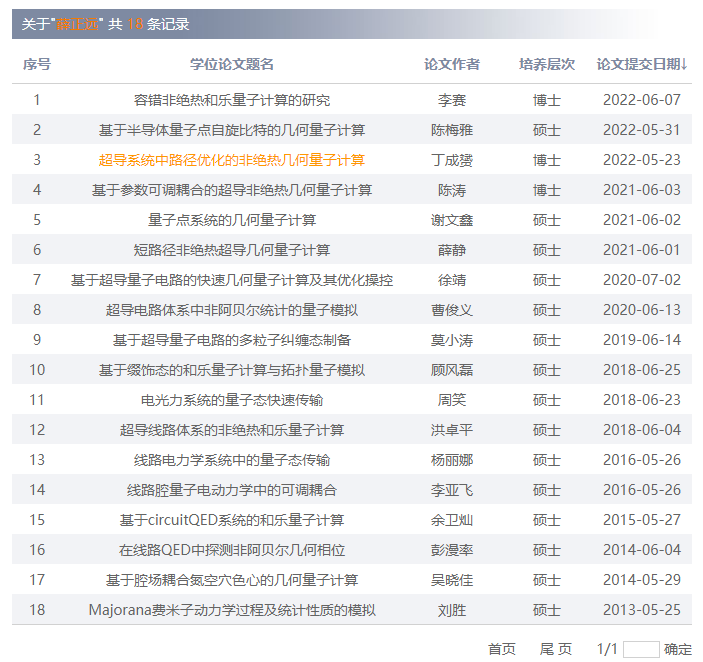 关于"薛正远" 共 18 条记录
序号 学位论文题名 论文作者 培养层次 论文提交日期↓
1 容错非绝热和乐量子计算的研究 李赛 博士 2022-06-07
2 基于半导体量子点自旋比特的几何量子计算 陈梅雅 硕士 2022-05-31
3 超导系统中路径优化的非绝热几何量子计算 丁成赟 博士 2022-05-23
4 基于参数可调耦合的超导非绝热几何量子计算 陈涛 博士 2021-06-03
5 量子点系统的几何量子计算 谢文鑫 硕士 2021-06-02
6 短路径非绝热超导几何量子计算 薛静 硕士 2021-06-01
7 基于超导量子电路的快速几何量子计算及其优化操控 徐靖 硕士 2020-07-02
8 超导电路体系中非阿贝尔统计的量子模拟 曹俊义 硕士 2020-06-13
9 基于超导量子电路的多粒子纠缠态制备 莫小涛 硕士 2019-06-14
10 基于缀饰态的和乐量子计算与拓扑量子模拟 顾风磊 硕士 2018-06-25
11 电光力系统的量子态快速传输 周笑 硕士 2018-06-23
12 超导线路体系的非绝热和乐量子计算 洪卓平 硕士 2018-06-04
13 线路电力学系统中的量子态传输 杨丽娜 硕士 2016-05-26
14 线路腔量子电动力学中的可调耦合 李亚飞 硕士 2016-05-26
15 基于circuitQED系统的和乐量子计算 余卫灿 硕士 2015-05-27
16 在线路QED中探测非阿贝尔几何相位 彭漫率 硕士 2014-06-04
17 基于腔场耦合氮空穴色心的几何量子计算 吴晓佳 硕士 2014-05-29
18 Majorana费米子动力学过程及统计性质的模拟 刘胜 硕士 2013-05-25
首页 尾 页 1/1 确定